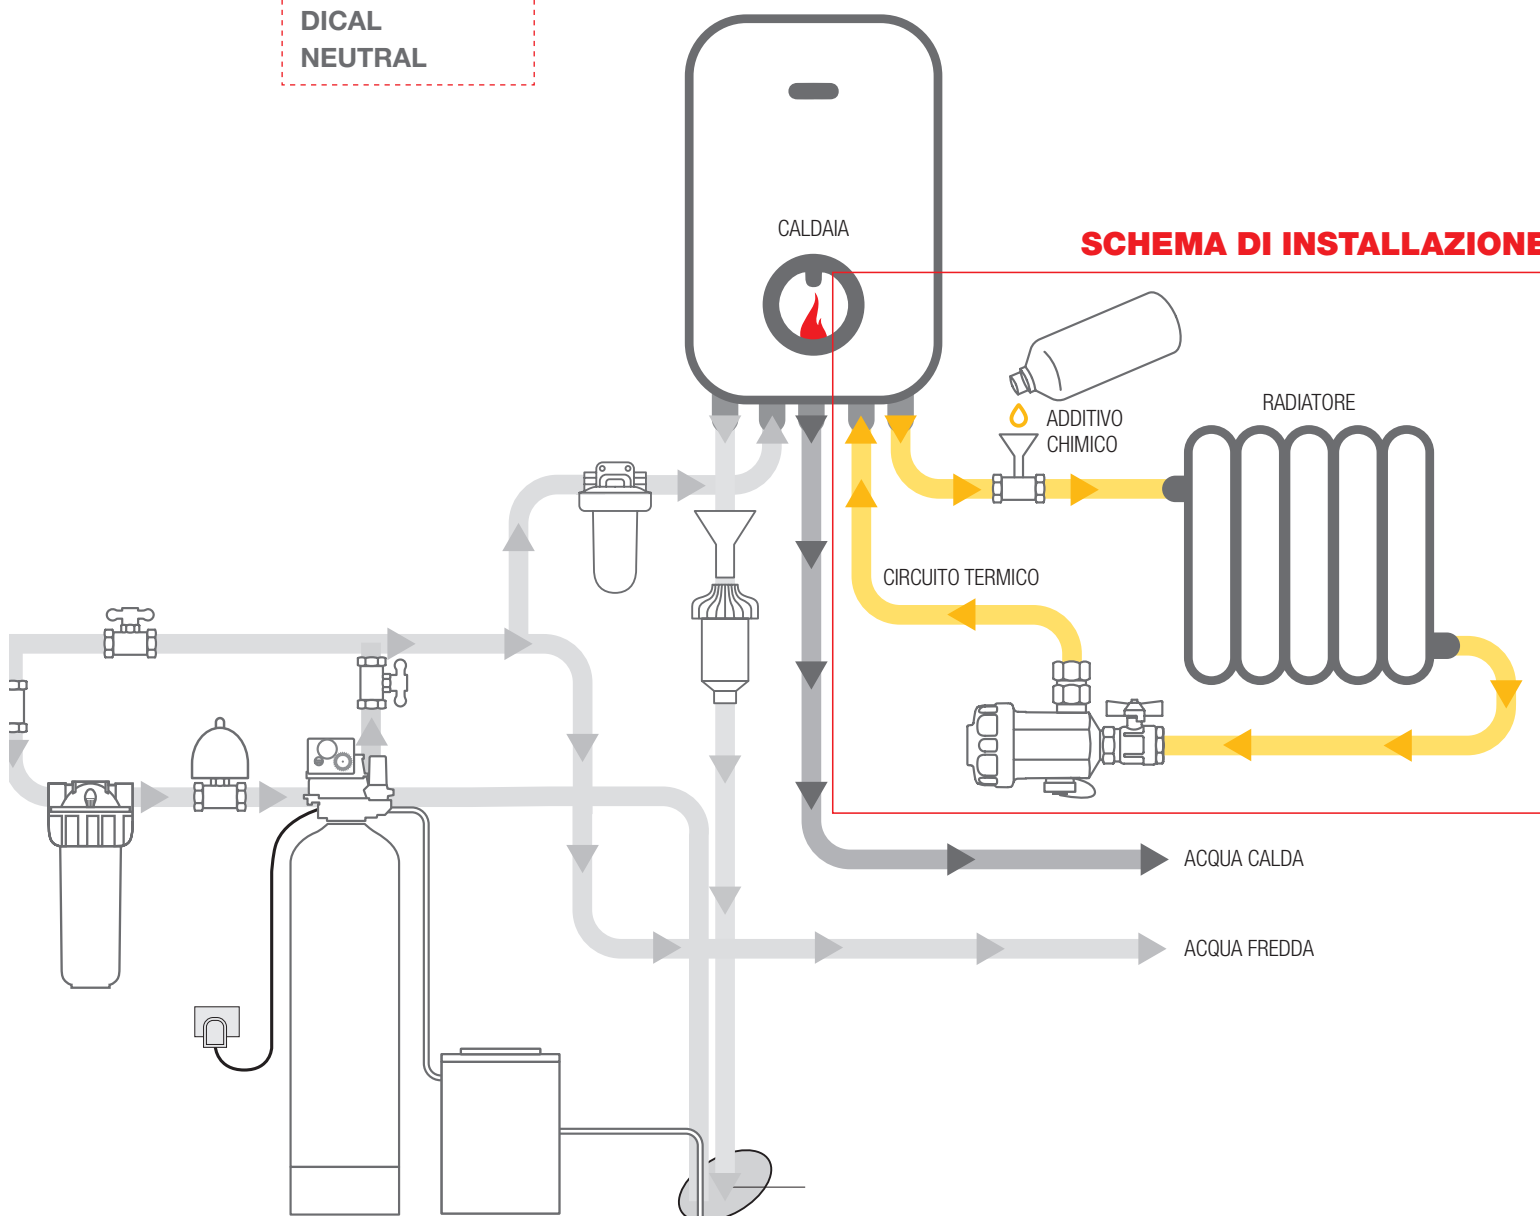 DICAL
NEUTRAL
CALDAIA
SCHEMA DI INSTALLAZIONE
ADDITIVO
CHIMICO
RADIATORE
CIRCUITO TERMICO
ACQUA CALDA
ACQUA FREDDA